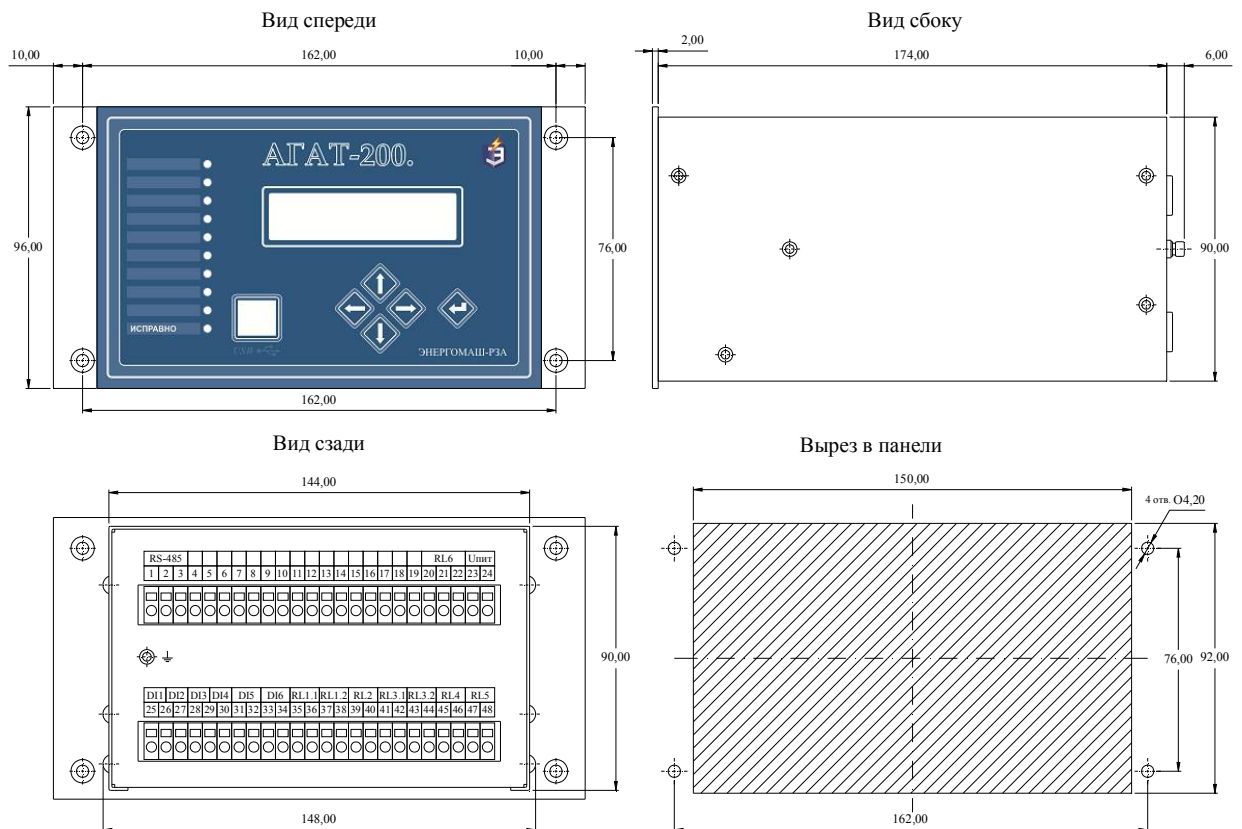 Вид спереди
Вид сбоку
10,00
162,00
10,00
2,00
174,00
6,00
АГАТ-200.
96,00
76,00
90,00
ИСПРАВНО
USB
ЭНЕРГОМАШ-РЗА
162,00
Вид сзади
Вырез в панели
144,00
150,00
4 отв. O4,20
RS-485 RL6 Uпит
1 2 3 4 5 6 7 8 9 10 11 12 13 14 15 16 17 18 19 20 21 22 23 24
90,00
76,00
92,00
DI1 DI2 DI3 DI4 DI5 DI6 RL1.1 RL1.2 RL2 RL3.1 RL3.2 RL4 RL5
25 26 27 28 29 30 31 32 33 34 35 36 37 38 39 40 41 42 43 44 45 46 47 48
148,00
162,00